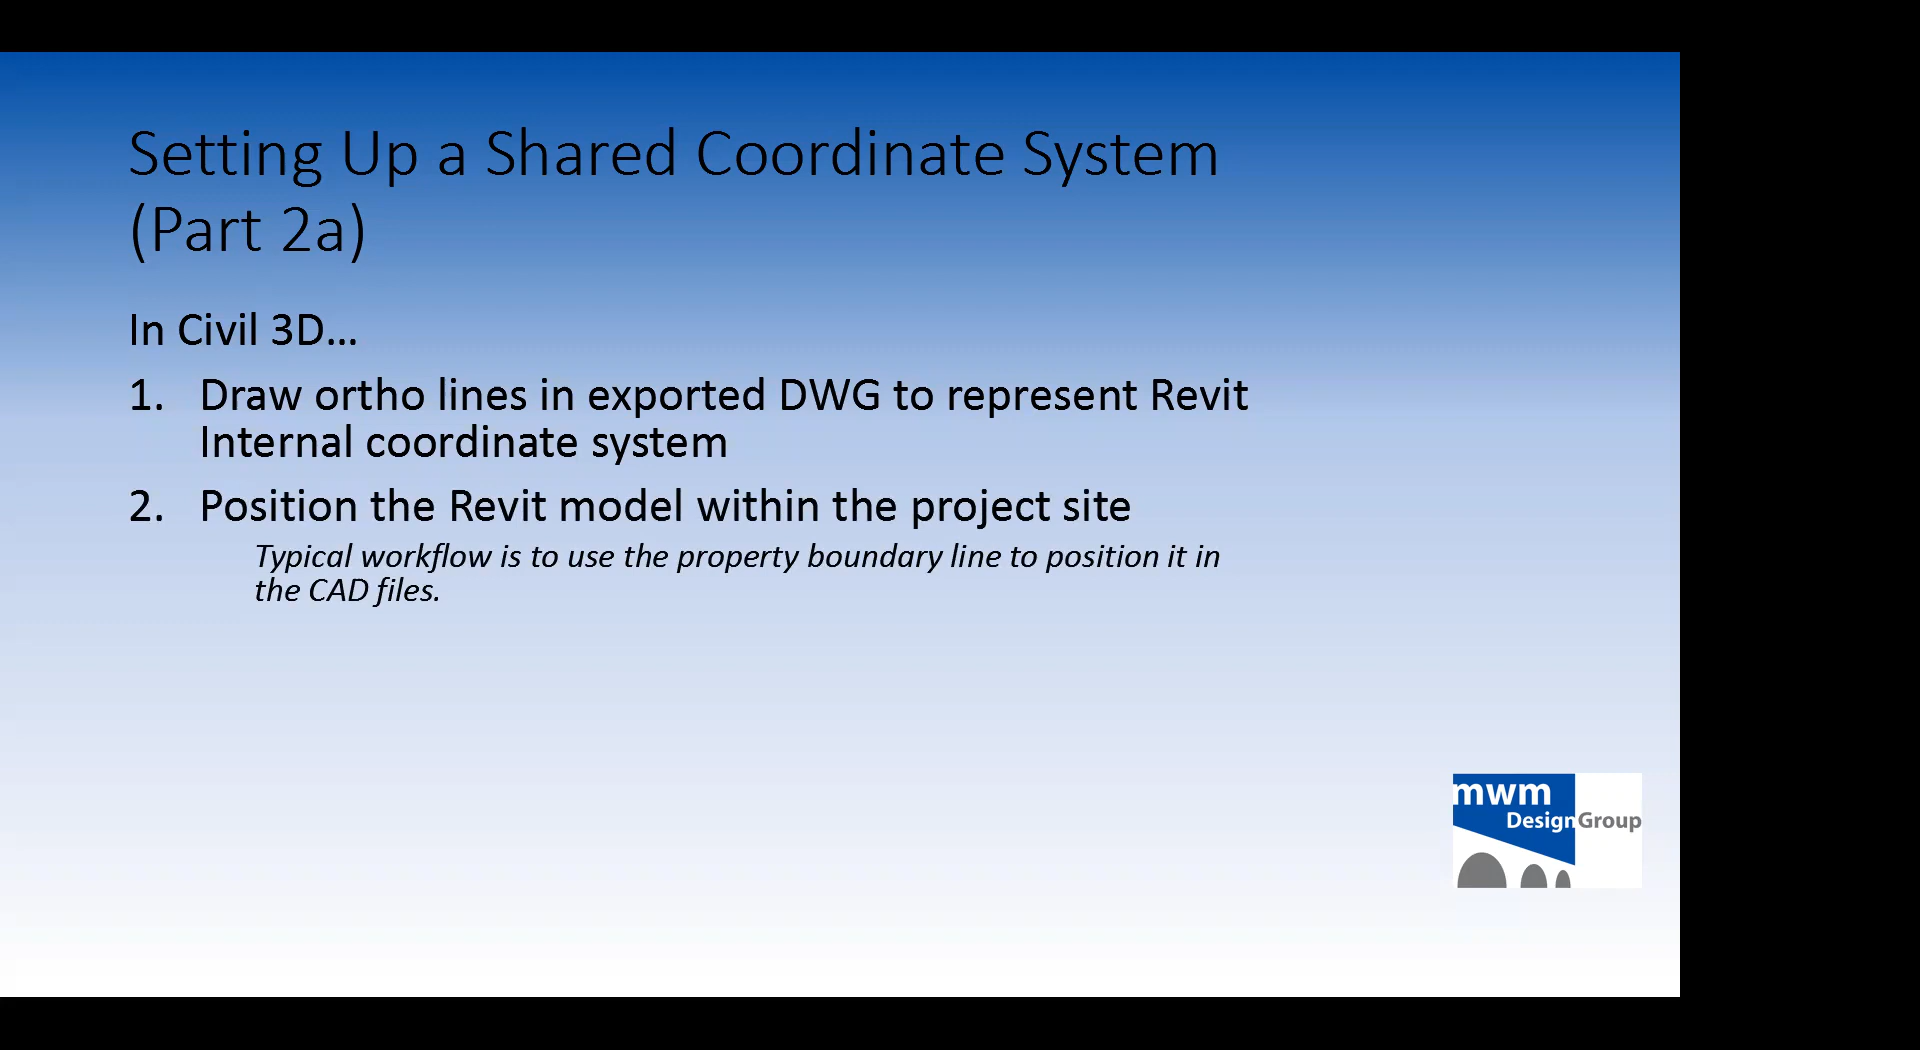 Setting Up a Shared Coordinate System
(Part 2a)
In Civil 3D...
1. Draw ortho lines in exported DWG to represent Revit
Internal coordinate system
2. Position the Revit model within the project site
Typical workflow is to use the property boundary line to position it in
the CAD files.
mwm
DesignGroup